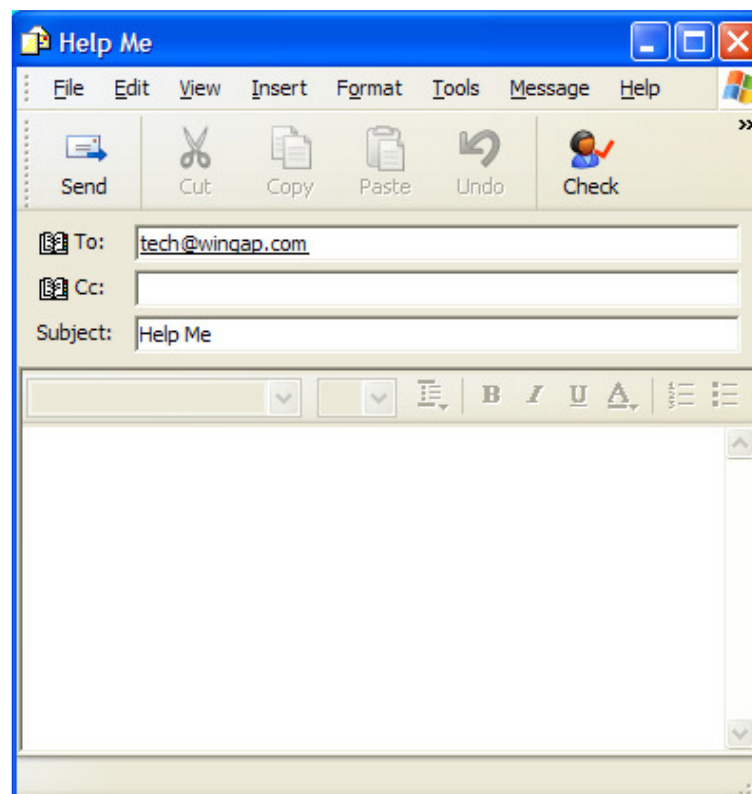 Help Me
File Edit View Insert Format Tools Message Help
»
Send Cut Copy Paste Undo Check
To: tech@wingap.com
Cc:
Subject: Help Me
B I U A